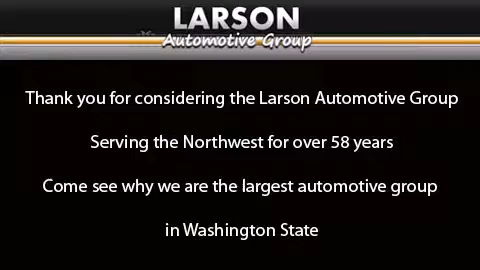 LARSON
Automotive Group
Thank you for considering the Larson Automotive Group
Serving the Northwest for over 58 years
Come see why we are the largest automotive group
in Washington State